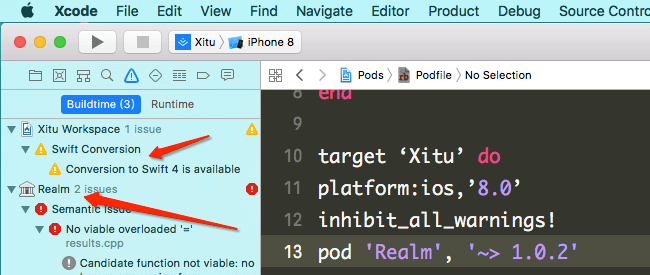 Xcode File Edit View Find Navigate Editor Product Debug Source Contro
Xitu iPhone 8
Buildtime (3) Runtime
Pods Podfile No Selection
Xitu Workspace 1 issue
Swift Conversion
Conversion to Swift 4 is available
Realm 2 issues
Semantic Issue
No viable overloaded '='
results.cpp
Candidate function not viable: no
8 end
9
10 target ‘Xitu’ do
11 platform:ios,’8.0’
12 inhibit_all_warnings!
13 pod 'Realm', '~> 1.0.2'